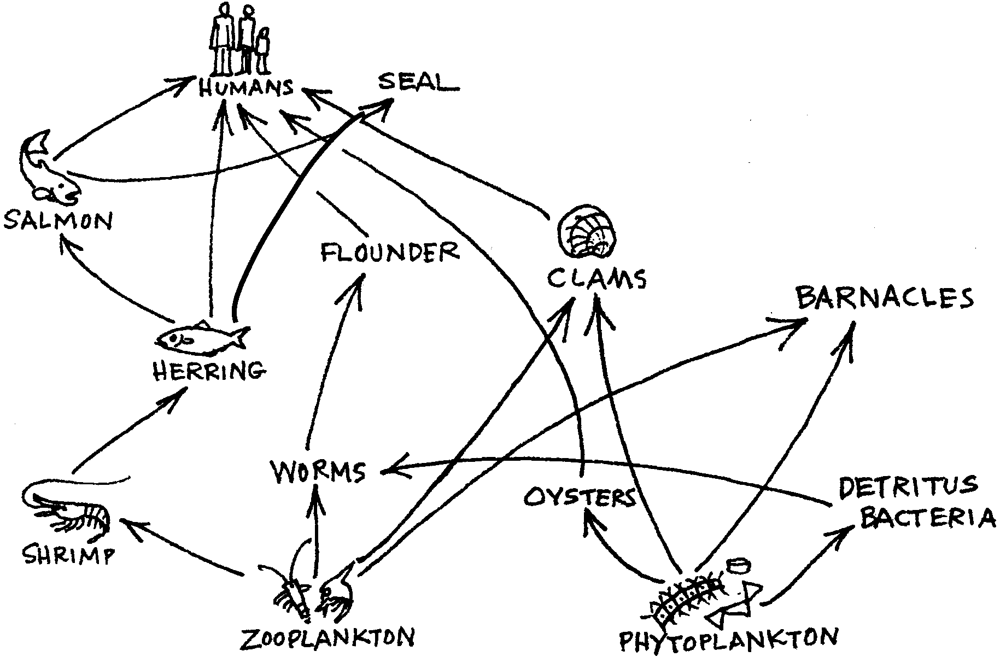 HUMANS
SEAL
SALMON
FLOUNDER
CLAMS
BARNACLES
HERRING
WORMS
OYSTERS
DETRITUS
BACTERIA
SHRIMP
ZOOPLANKTON
PHYTOPLANKTON